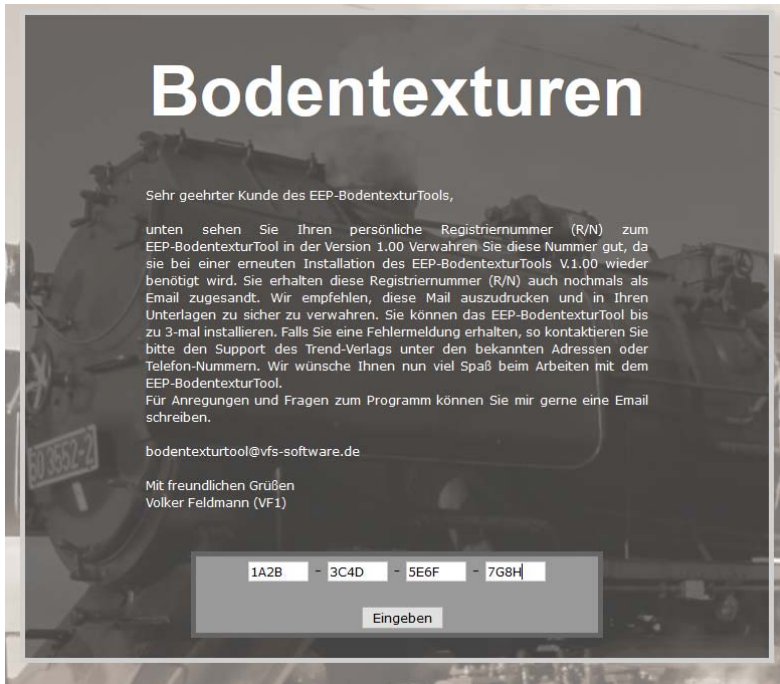 Bodentexturen
Sehr geehrter Kunde des EEP-BodentexturTools,
unten sehen Sie Ihren persönliche Registriernummer (R/N) zum
EEP-BodentexturTool in der Version 1.00 Verwahren Sie diese Nummer gut, da
sie bei einer erneuten Installation des EEP-BodentexturTools V.1.00 wieder
benötigt wird. Sie erhalten diese Registriernummer (R/N) auch nochmals als
Email zugesandt. Wir empfehlen, diese Mail auszudrucken und in Ihren
Unterlagen zu sicher zu verwahren. Sie können das EEP-BodentexturTool bis
zu 3-mal installieren. Falls Sie eine Fehlermeldung erhalten, so kontaktieren Sie
bitte den Support des Trend-Verlags unter den bekannten Adressen oder
Telefon-Nummern. Wir wünsche Ihnen nun viel Spaß beim Arbeiten mit dem
EEP-BodentexturTool.
Für Anregungen und Fragen zum Programm können Sie mir gerne eine Email
schreiben.
bodentexturtool@vfs-software.de
50 3552-2
Mit freundlichen Grüßen
Volker Feldmann (VF1)
1A2B - 3C4D - 5E6F - 7G8H
Eingeben